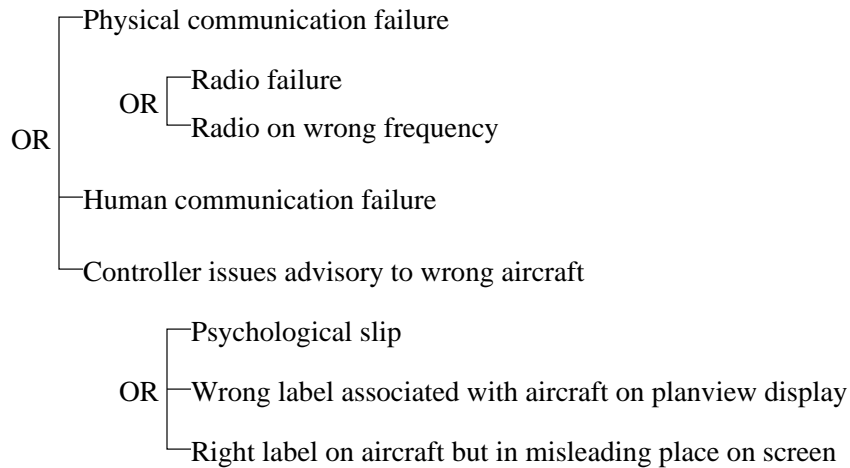 Physical communication failure
Radio failure
OR
Radio on wrong frequency
OR
Human communication failure
Controller issues advisory to wrong aircraft
Psychological slip
OR Wrong label associated with aircraft on planview display
Right label on aircraft but in misleading place on screen